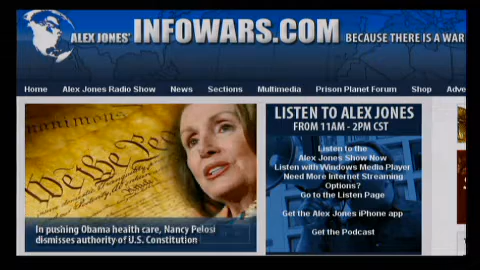 ALEX JONES' INFOWARS.COM BECAUSE THERE IS A WAR
Home Alex Jones Radio Show News Sections Multimedia Prison Planet Forum Shop Adve
We the Peo
LISTEN TO ALEX JONES
FROM 11AM - 2PM CST
Listen to the
Alex Jones Show Now
Listen with Windows Media Player
Need More Internet Streaming
Options?
Go to the Listen Page
Get the Alex Jones iPhone app
Get the Podcast
In pushing Obama health care, Nancy Pelosi
dismisses authority of U.S. Constitution